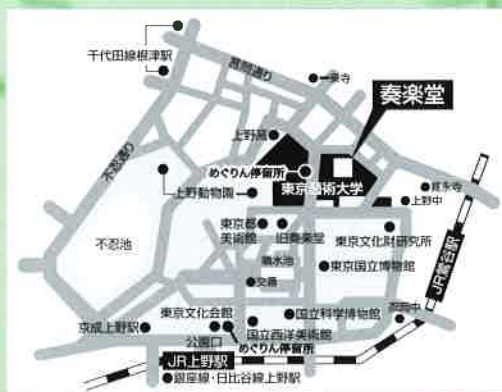 千代田線根津駅
言問通り
不忍通り
一乗寺
奏楽堂
上野高
めぐりん停留所
東京芸術大学
上野動物園
寛永寺
上野中
JR鶯谷駅
東京都
美術館
旧奏楽堂
東京文化財研究所
不忍池
噴水池
東京国立博物館
交番
東京文化会館
国立科学博物館
京成上野駅
公園口
国立西洋美術館
めぐりん停留所
JR上野駅
銀座線・日比谷線上野駅